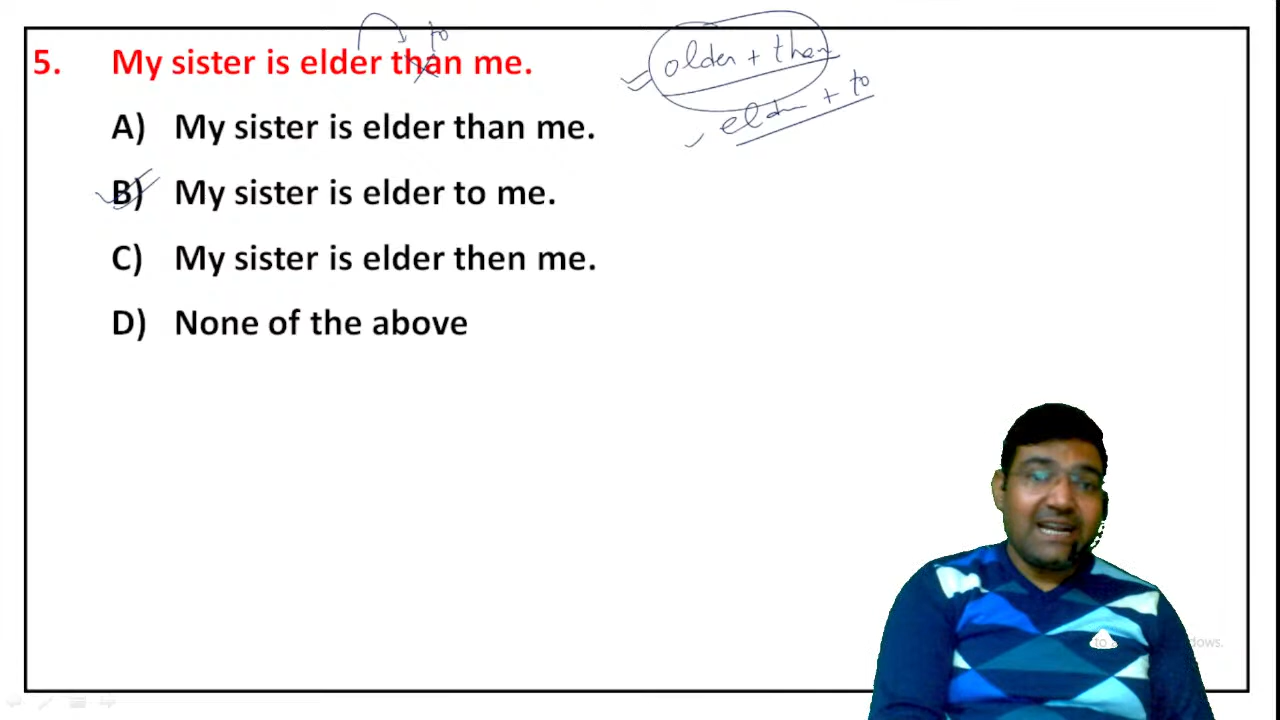 to
5. My sister is elder than me.
older + then
elder + to
A) My sister is elder than me.
B) My sister is elder to me.
C) My sister is elder then me.
D) None of the above